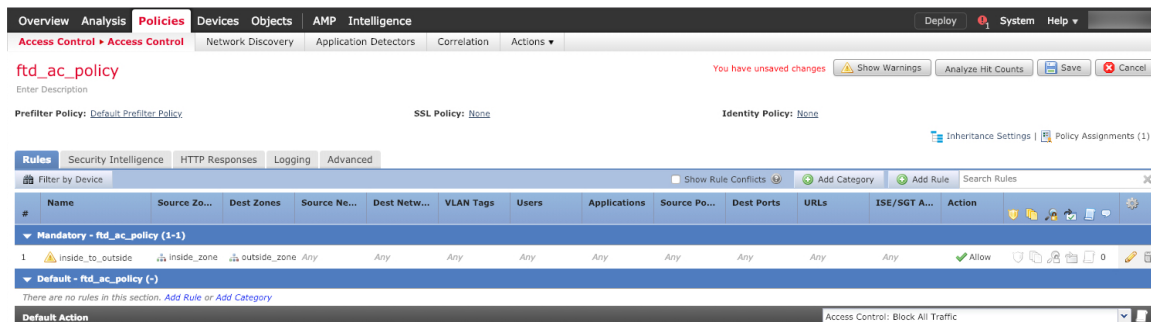 Overview Analysis Policies Devices Objects AMP Intelligence Deploy 1 System Help
Access Control ▸ Access Control Network Discovery Application Detectors Correlation Actions
ftd_ac_policy You have unsaved changes Show Warnings Analyze Hit Counts Save Cancel
Enter Description
Prefilter Policy: Default Prefilter Policy SSL Policy: None Identity Policy: None
Inheritance Settings | Policy Assignments (1)
Rules Security Intelligence HTTP Responses Logging Advanced
Filter by Device Show Rule Conflicts Add Category Add Rule Search Rules
# Name Source Zo... Dest Zones Source Ne... Dest Netw... VLAN Tags Users Applications Source Po... Dest Ports URLs ISE/SGT A... Action
Mandatory - ftd_ac_policy (1-1)
1 inside_to_outside inside_zone outside_zone Any Any Any Any Any Any Any Any Any Allow 0
Default - ftd_ac_policy (-)
There are no rules in this section. Add Rule or Add Category
Default Action Access Control: Block All Traffic